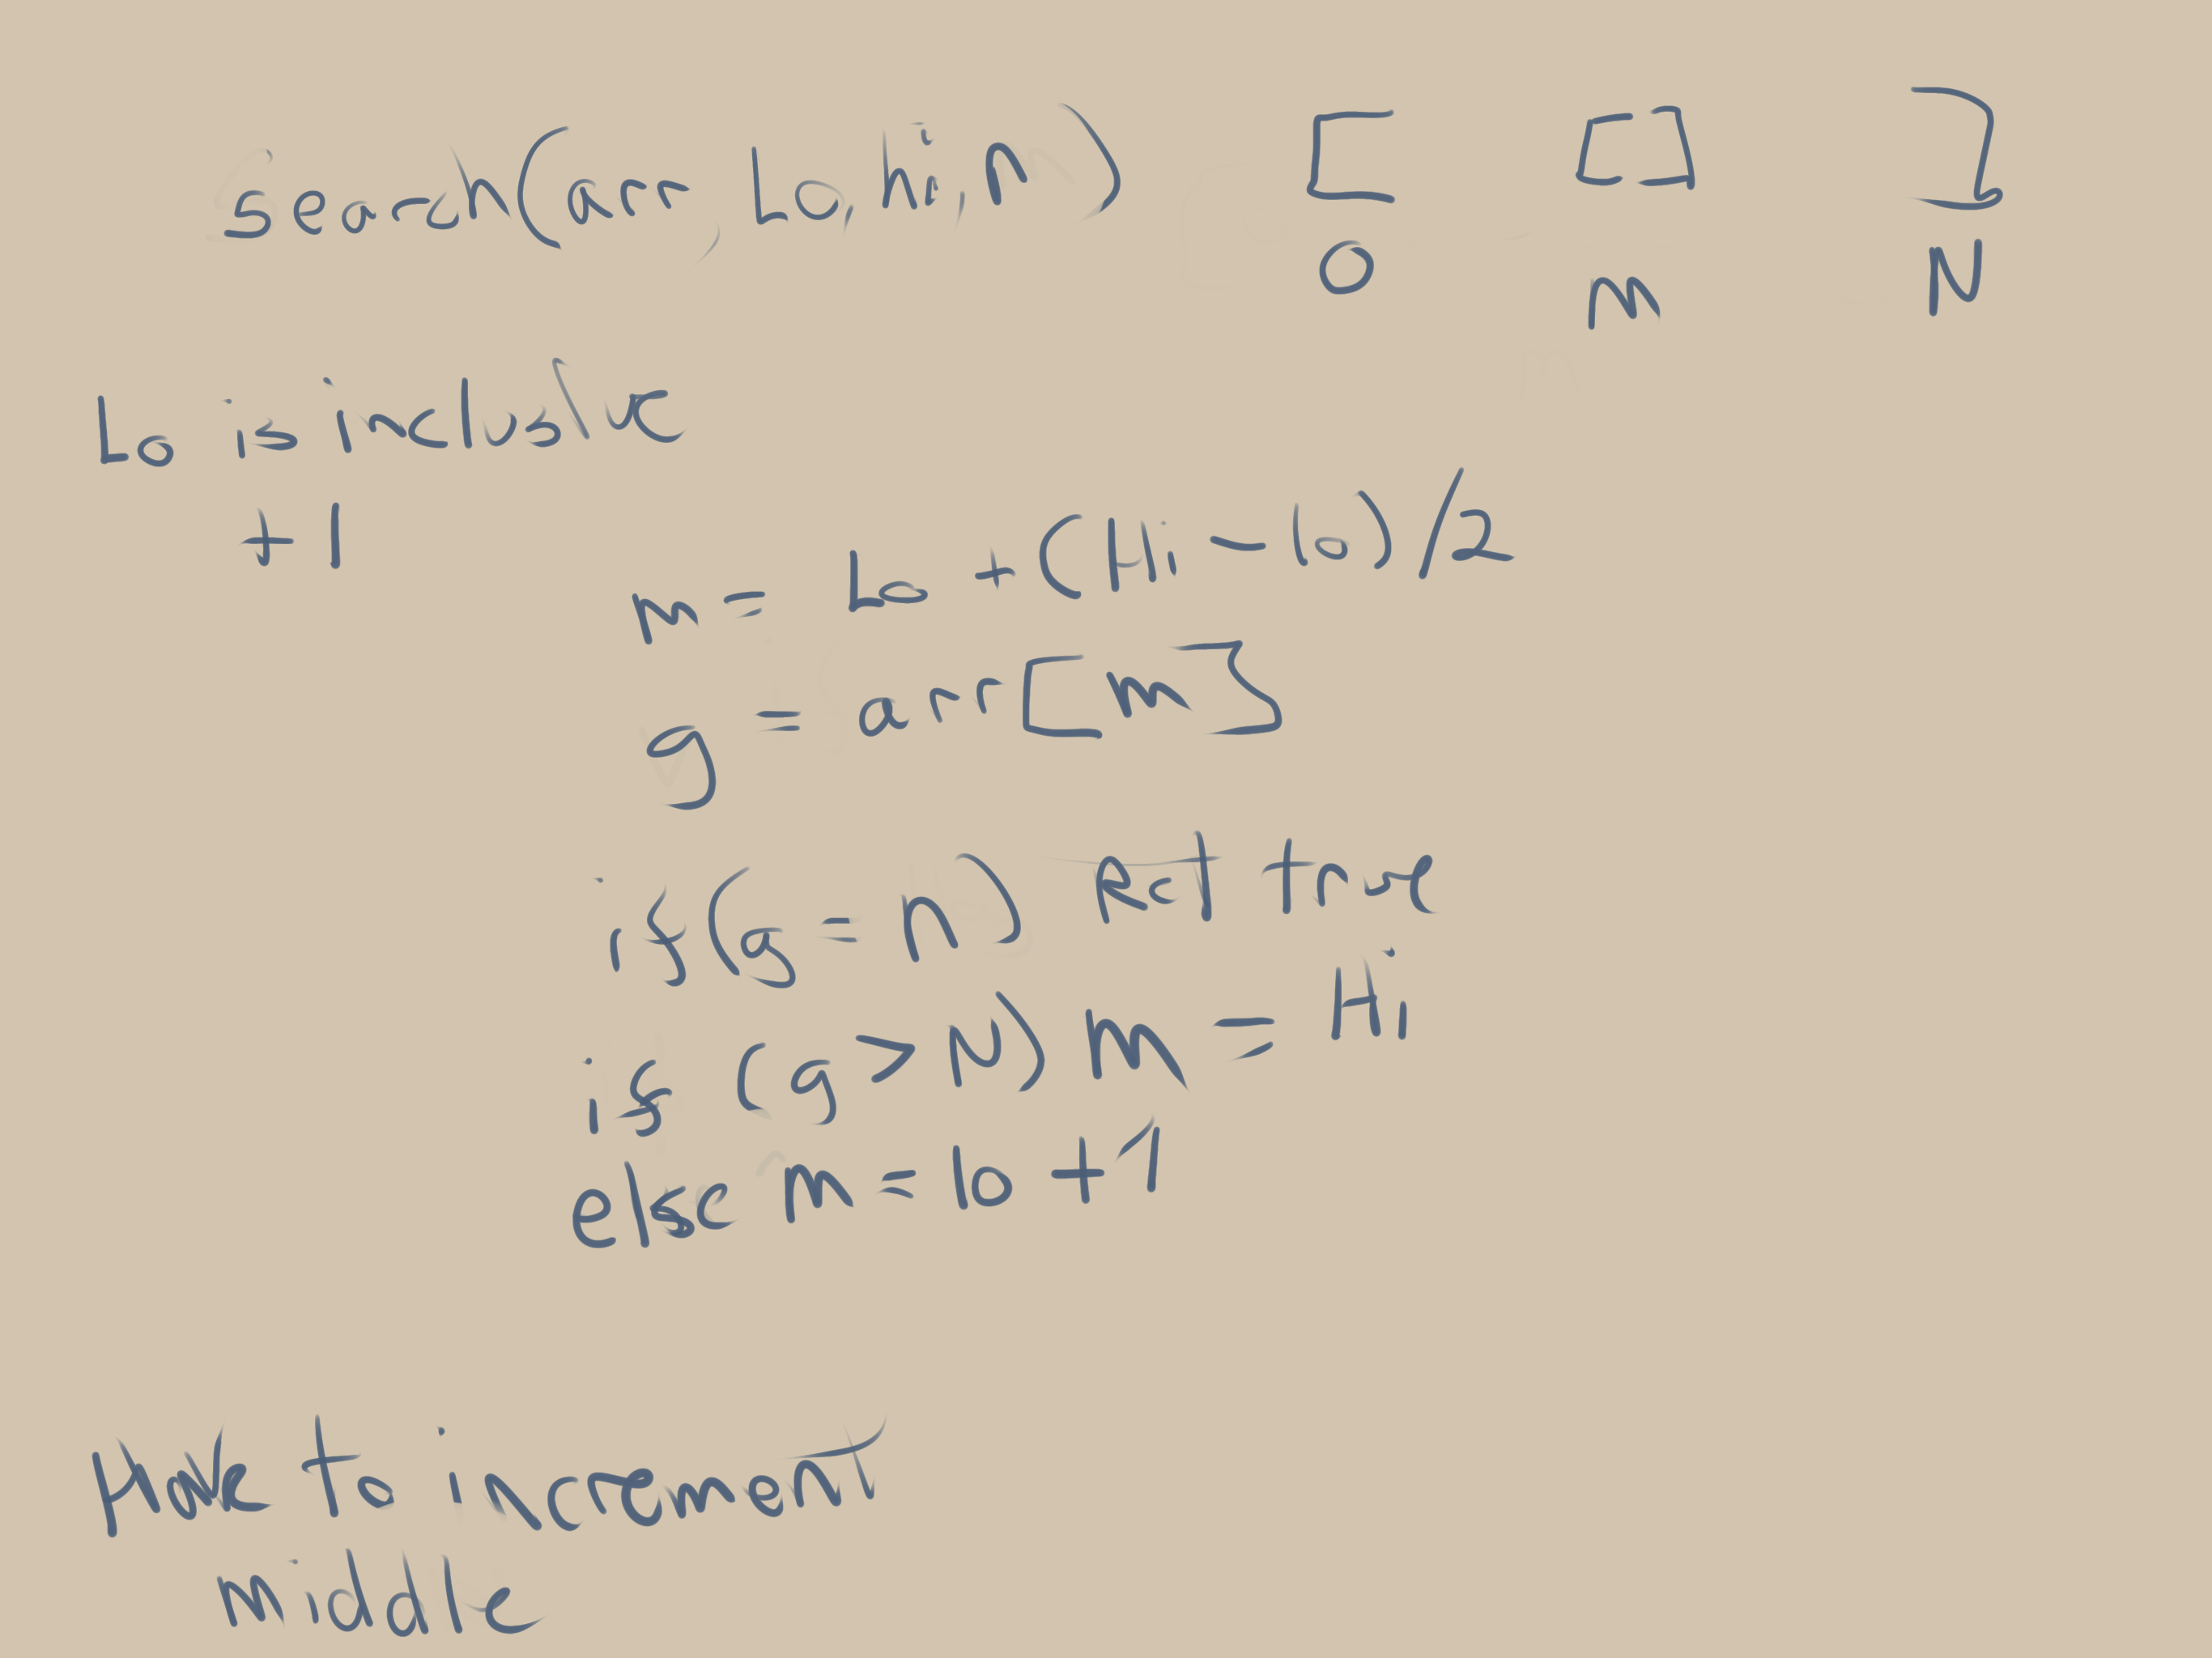 Search(arr, Lo, hi, n) [ [] ]
0 m N
Lo is inclusive
+1
m = Lo + (Hi - lo)/2
g = arr[m]
if(g = n) Ret true
if (g > N) m = Hi
else m = lo + 1
Have to increment
middle